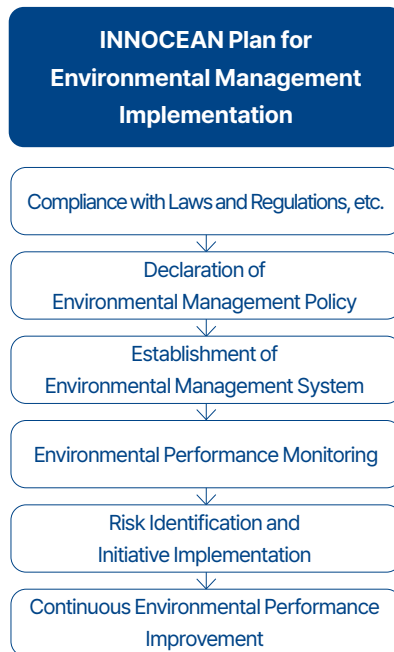 INNOCEAN Plan for
Environmental Management
Implementation
Compliance with Laws and Regulations, etc.
Declaration of
Environmental Management Policy
Establishment of
Environmental Management System
Environmental Performance Monitoring
Risk Identification and
Initiative Implementation
Continuous Environmental Performance
Improvement